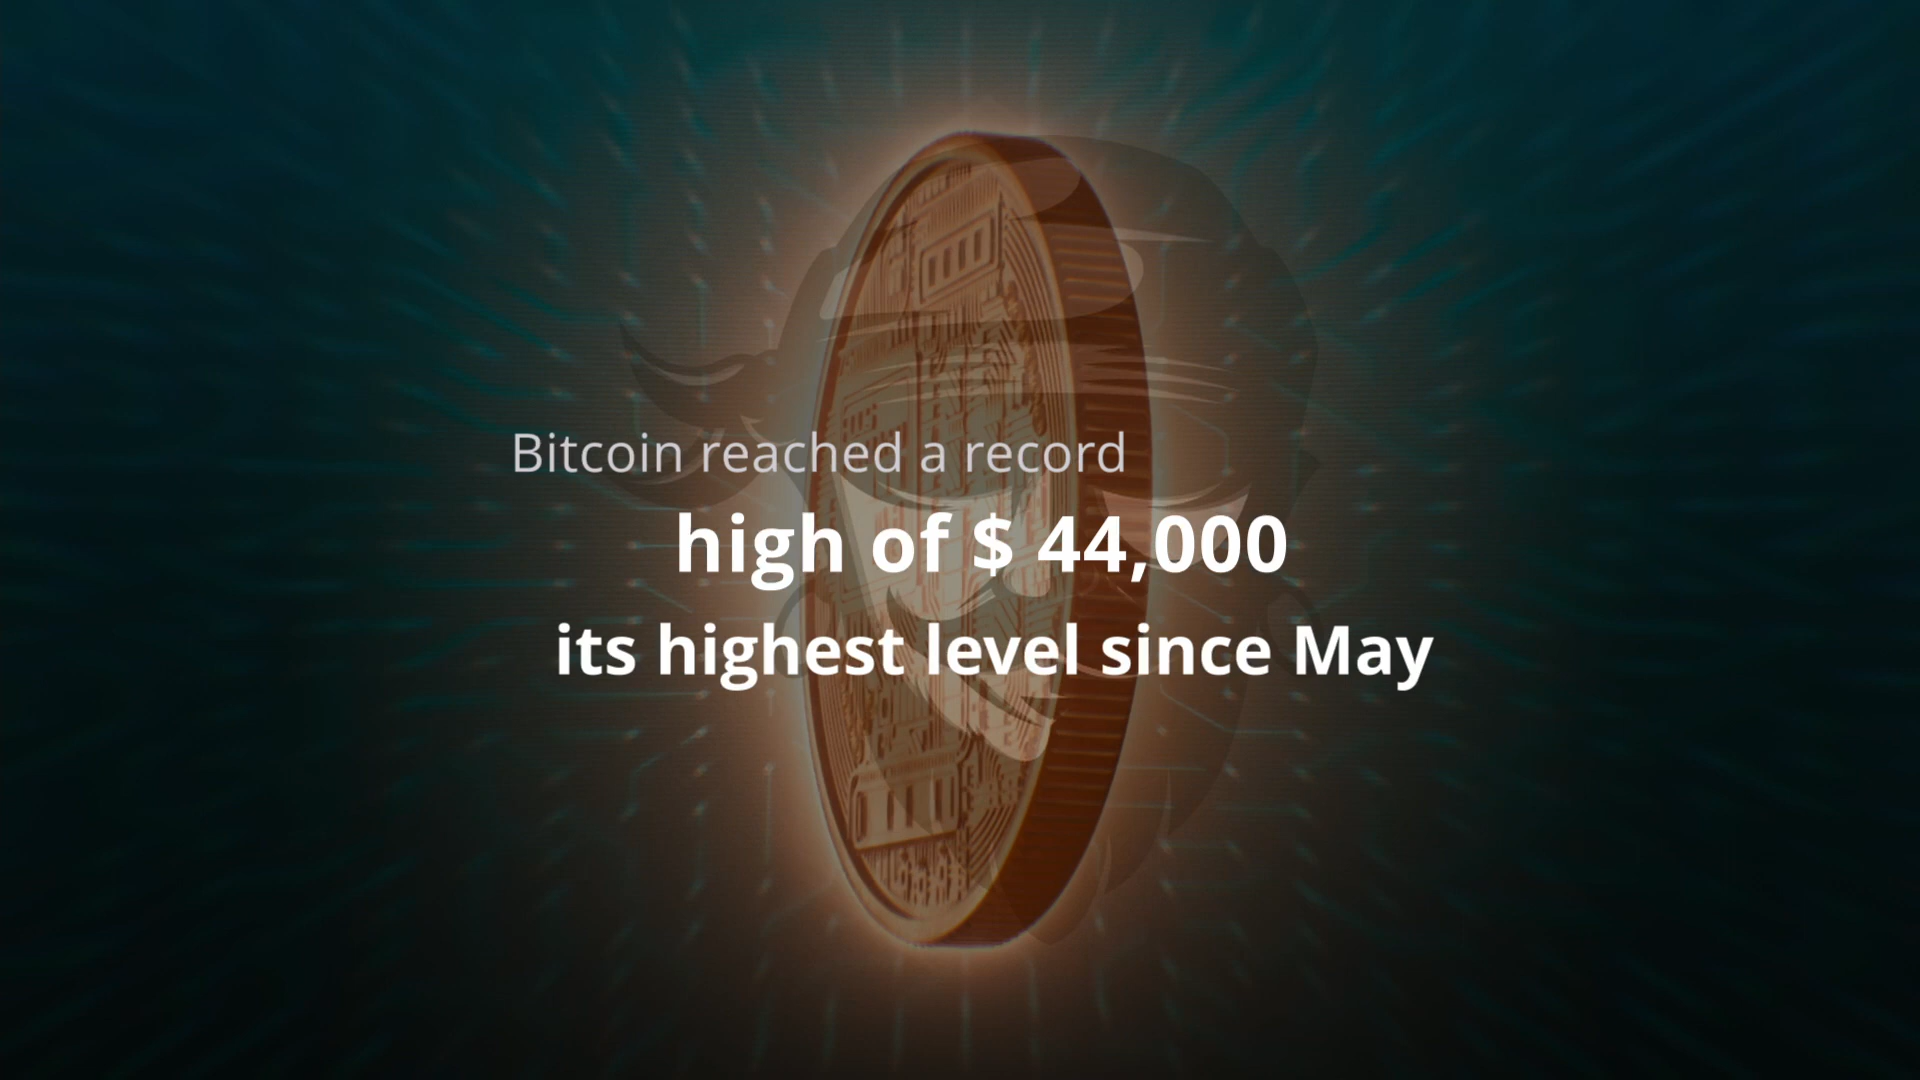 Bitcoin reached a record
high of $ 44,000
its highest level since May